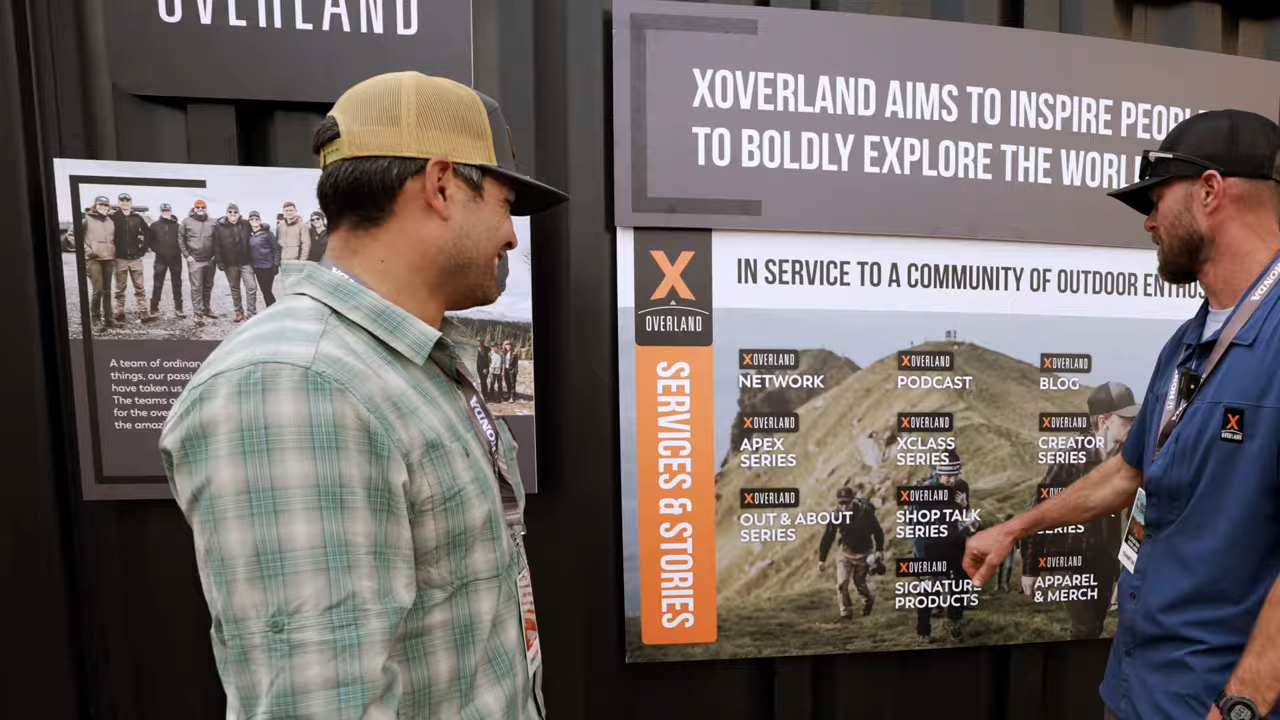 OVERLAND
XOVERLAND AIMS TO INSPIRE PEOPL
TO BOLDLY EXPLORE THE WORL
X
OVERLAND
IN SERVICE TO A COMMUNITY OF OUTDOOR ENTHUS
SERVICES & STORIES
XOVERLAND
NETWORK
XOVERLAND
PODCAST
XOVERLAND
BLOG
XOVERLAND
APEX
SERIES
XOVERLAND
XCLASS
SERIES
XOVERLAND
CREATOR
SERIES
XOVERLAND
OUT & ABOUT
SERIES
XOVERLAND
SHOP TALK
SERIES
SERIES
XOVERLAND
SIGNATURE
PRODUCTS
XOVERLAND
APPAREL
& MERCH
A team of ordinary
things, our passi
have taken us
The teams a
for the ove
the amazi
HONDA
HONDA
X
OVERLAND